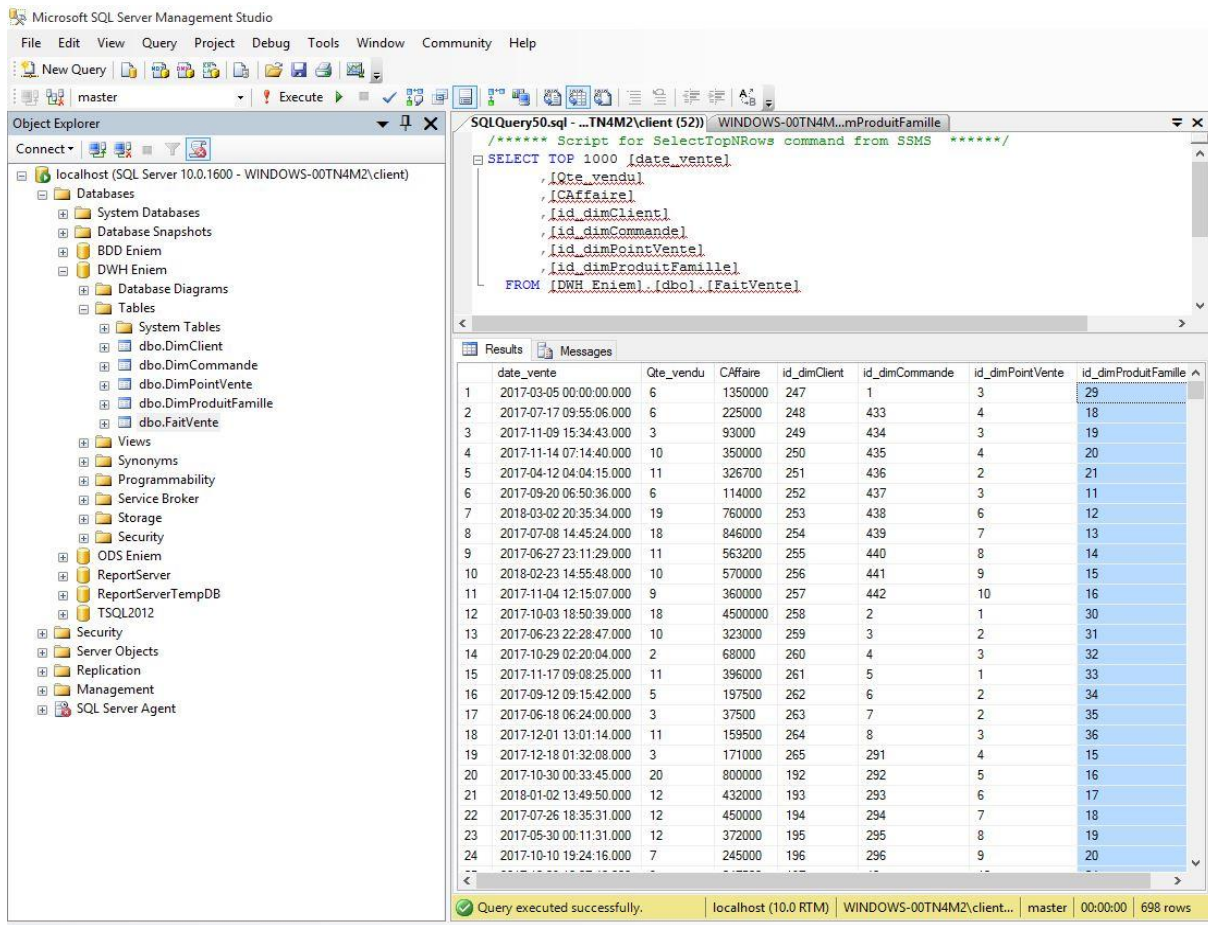 Microsoft SQL Server Management Studio
File Edit View Query Project Debug Tools Window Community Help
New Query
master Execute
Object Explorer
Connect
localhost (SQL Server 10.0.1600 - WINDOWS-00TN4M2\client)
Databases
System Databases
Database Snapshots
BDD Eniem
DWH Eniem
Database Diagrams
Tables
System Tables
dbo.DimClient
dbo.DimCommande
dbo.DimPointVente
dbo.DimProduitFamille
dbo.FaitVente
Views
Synonyms
Programmability
Service Broker
Storage
Security
ODS Eniem
ReportServer
ReportServerTempDB
TSQL2012
Security
Server Objects
Replication
Management
SQL Server Agent
SQLQuery50.sql - ...TN4M2\client (52)) WINDOWS-00TN4M...mProduitFamille
/****** Script for SelectTopNRows command from SSMS ******/
SELECT TOP 1000 [date_vente]
,[Qte_vendu]
,[CAffaire]
,[id_dimClient]
,[id_dimCommande]
,[id_dimPointVente]
,[id_dimProduitFamille]
FROM [DWH Eniem].[dbo].[FaitVente]
Results Messages
date_vente Qte_vendu CAffaire id_dimClient id_dimCommande id_dimPointVente id_dimProduitFamille
1 2017-03-05 00:00:00.000 6 1350000 247 1 3 29
2 2017-07-17 09:55:06.000 6 225000 248 433 4 18
3 2017-11-09 15:34:43.000 3 93000 249 434 3 19
4 2017-11-14 07:14:40.000 10 350000 250 435 4 20
5 2017-04-12 04:04:15.000 11 326700 251 436 2 21
6 2017-09-20 06:50:36.000 6 114000 252 437 3 11
7 2018-03-02 20:35:34.000 19 760000 253 438 6 12
8 2017-07-08 14:45:24.000 18 846000 254 439 7 13
9 2017-06-27 23:11:29.000 11 563200 255 440 8 14
10 2018-02-23 14:55:48.000 10 570000 256 441 9 15
11 2017-11-04 12:15:07.000 9 360000 257 442 10 16
12 2017-10-03 18:50:39.000 18 4500000 258 2 1 30
13 2017-06-23 22:28:47.000 10 323000 259 3 2 31
14 2017-10-29 02:20:04.000 2 68000 260 4 3 32
15 2017-11-17 09:08:25.000 11 396000 261 5 1 33
16 2017-09-12 09:15:42.000 5 197500 262 6 2 34
17 2017-06-18 06:24:00.000 3 37500 263 7 2 35
18 2017-12-01 13:01:14.000 11 159500 264 8 3 36
19 2017-12-18 01:32:08.000 3 171000 265 291 4 15
20 2017-10-30 00:33:45.000 20 800000 192 292 5 16
21 2018-01-02 13:49:50.000 12 432000 193 293 6 17
22 2017-07-26 18:35:31.000 12 450000 194 294 7 18
23 2017-05-30 00:11:31.000 12 372000 195 295 8 19
24 2017-10-10 19:24:16.000 7 245000 196 296 9 20
Query executed successfully. localhost (10.0 RTM) WINDOWS-00TN4M2\client... master 00:00:00 698 rows